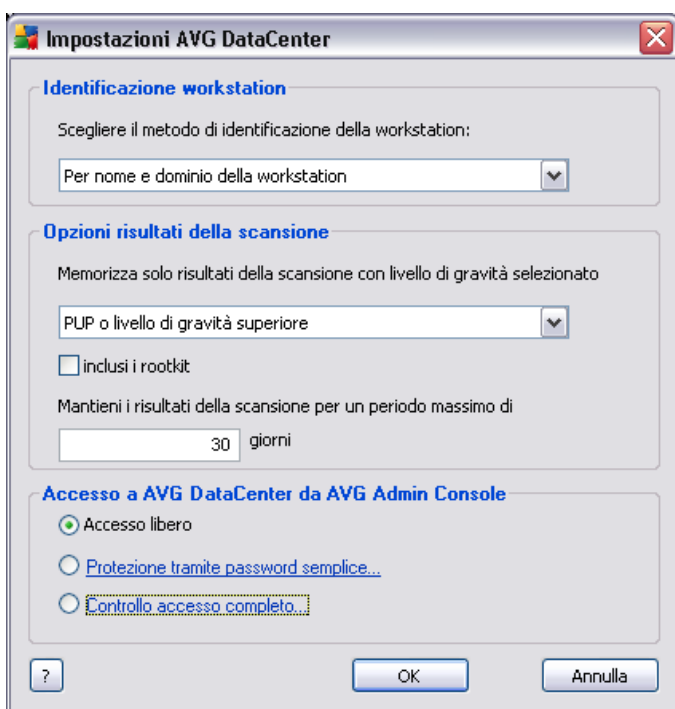 Impostazioni AVG DataCenter
Identificazione workstation
Scegliere il metodo di identificazione della workstation:
Per nome e dominio della workstation
Opzioni risultati della scansione
Memorizza solo risultati della scansione con livello di gravità selezionato
PUP o livello di gravità superiore
inclusi i rootkit
Mantieni i risultati della scansione per un periodo massimo di
30 giorni
Accesso a AVG DataCenter da AVG Admin Console
Accesso libero
Protezione tramite password semplice...
Controllo accesso completo...
? OK Annulla